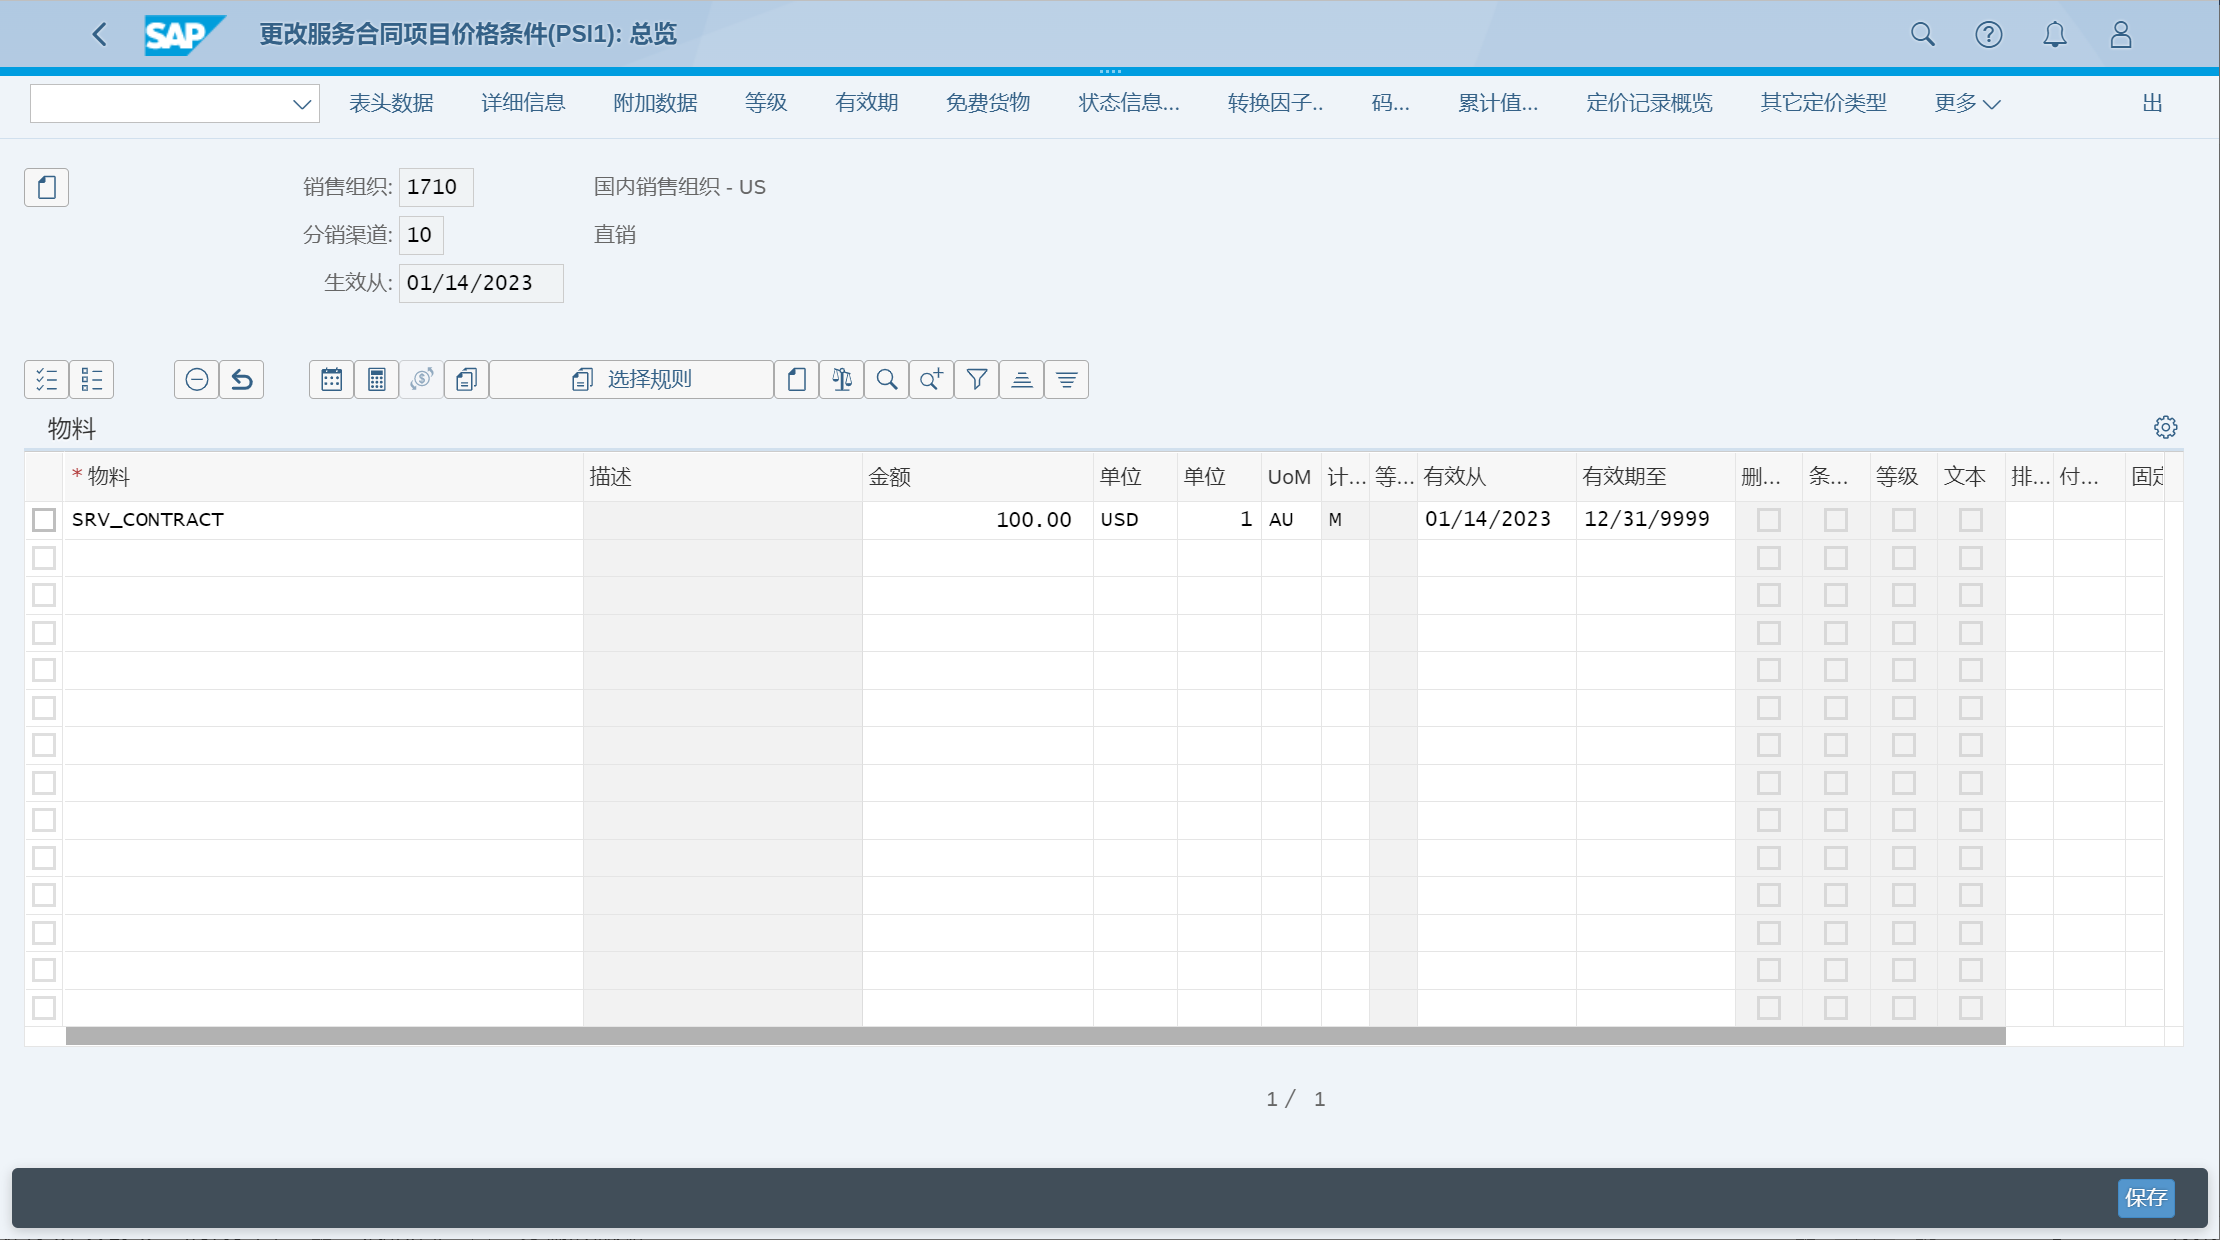 SAP 更改服务合同项目价格条件(PSI1): 总览
表头数据 详细信息 附加数据 等级 有效期 免费货物 状态信息... 转换因子.. 码... 累计值... 定价记录概览 其它定价类型 更多 出
销售组织: 1710 国内销售组织 - US
分销渠道: 10 直销
生效从: 01/14/2023
选择规则
物料
* 物料 描述 金额 单位 单位 UoM 计... 等... 有效从 有效期至 删... 条... 等级 文本 排... 付... 固定
SRV_CONTRACT 100.00 USD 1 AU M 01/14/2023 12/31/9999
1 / 1
保存